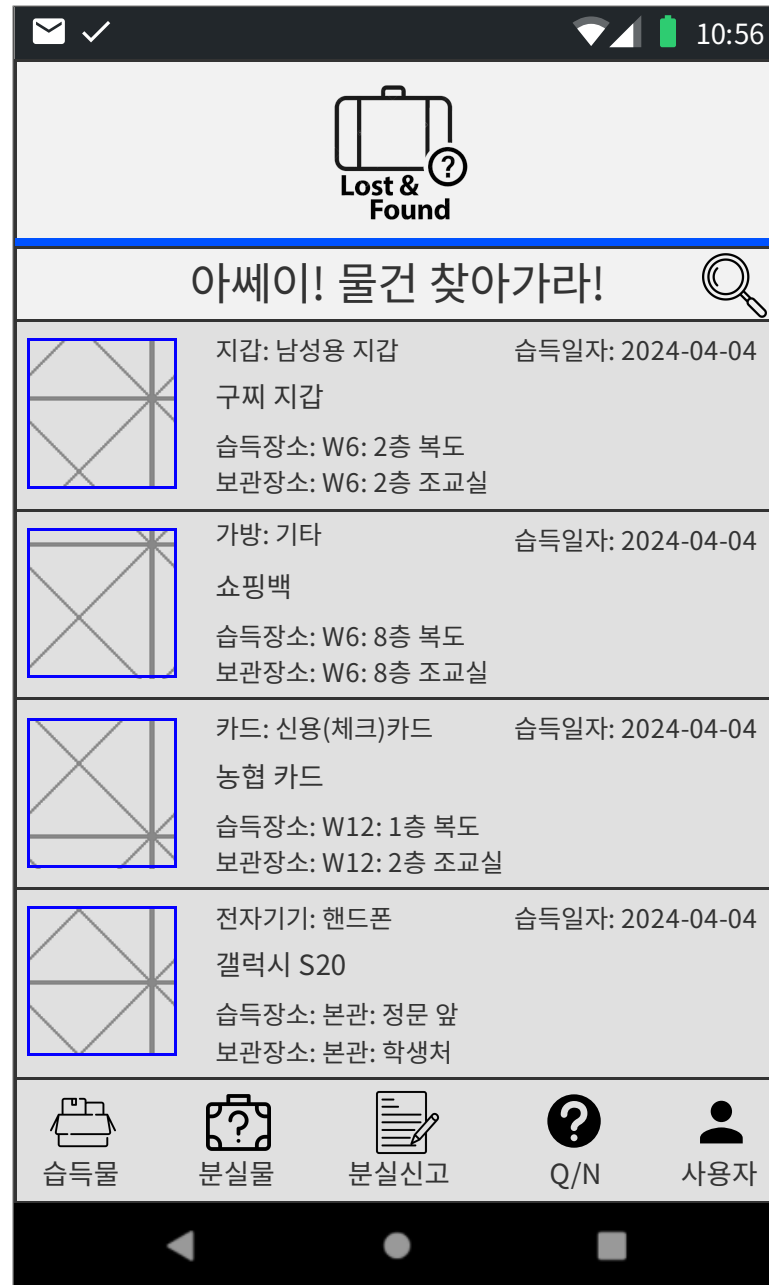 10:56
Lost &
Found
아쎄이! 물건 찾아가라!
지갑: 남성용 지갑
습득일자: 2024-04-04
구찌 지갑
습득장소: W6: 2층 복도
보관장소: W6: 2층 조교실
가방: 기타
습득일자: 2024-04-04
쇼핑백
습득장소: W6: 8층 복도
보관장소: W6: 8층 조교실
카드: 신용(체크)카드
습득일자: 2024-04-04
농협 카드
습득장소: W12: 1층 복도
보관장소: W12: 2층 조교실
전자기기: 핸드폰
습득일자: 2024-04-04
갤럭시 S20
습득장소: 본관: 정문 앞
보관장소: 본관: 학생처
습득물
분실물
분실신고
Q/N
사용자